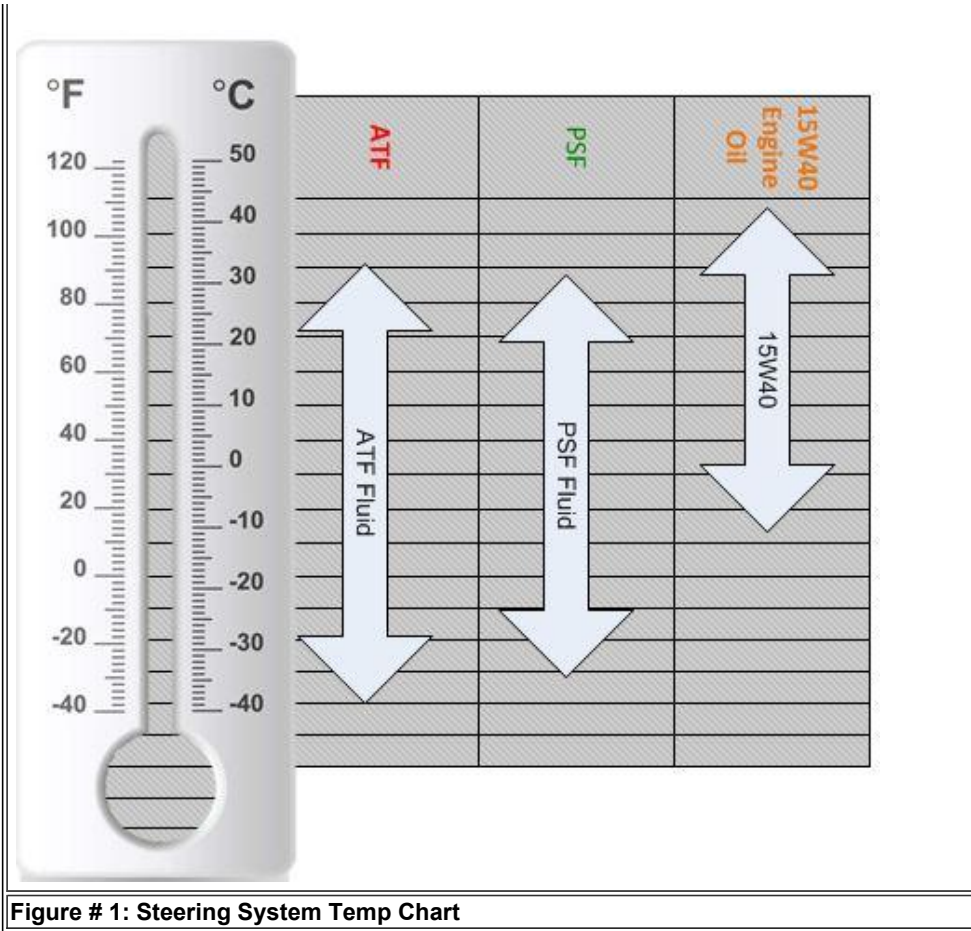 °F °C
120
100
80
60
40
20
0
-20
-40
50
40
30
20
10
0
-10
-20
-30
-40
ATF
PSF
15W40
Engine
Oil
ATF Fluid
PSF Fluid
15W40
Figure # 1: Steering System Temp Chart